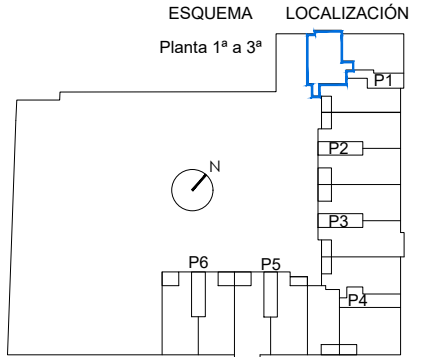 ESQUEMA LOCALIZACIÓN
Planta 1ª a 3ª
P1
P2
N
P3
P6 P5
P4